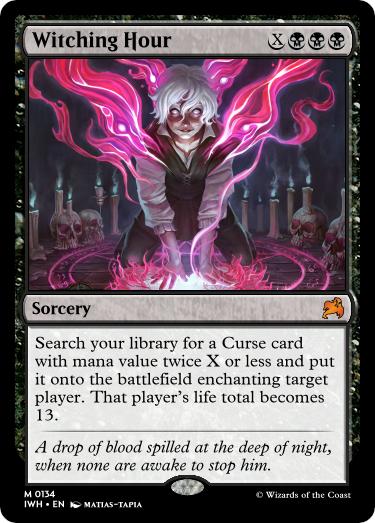 Witching Hour X
Sorcery
Search your library for a Curse card
with mana value twice X or less and put
it onto the battlefield enchanting target
player. That player's life total becomes
13.
A drop of blood spilled at the deep of night,
when none are awake to stop him.
M 0134
IWH • EN MATIAS-TAPIA © Wizards of the Coast